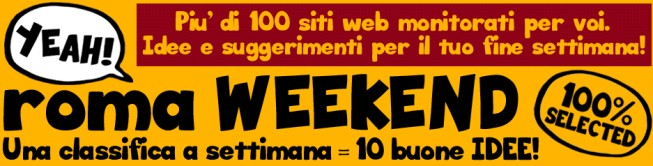 YEAH!
Piu' di 100 siti web monitorati per voi.
Idee e suggerimenti per il tuo fine settimana!
roma WEEKEND
100%
SELECTED
Una classifica a settimana = 10 buone IDEE!